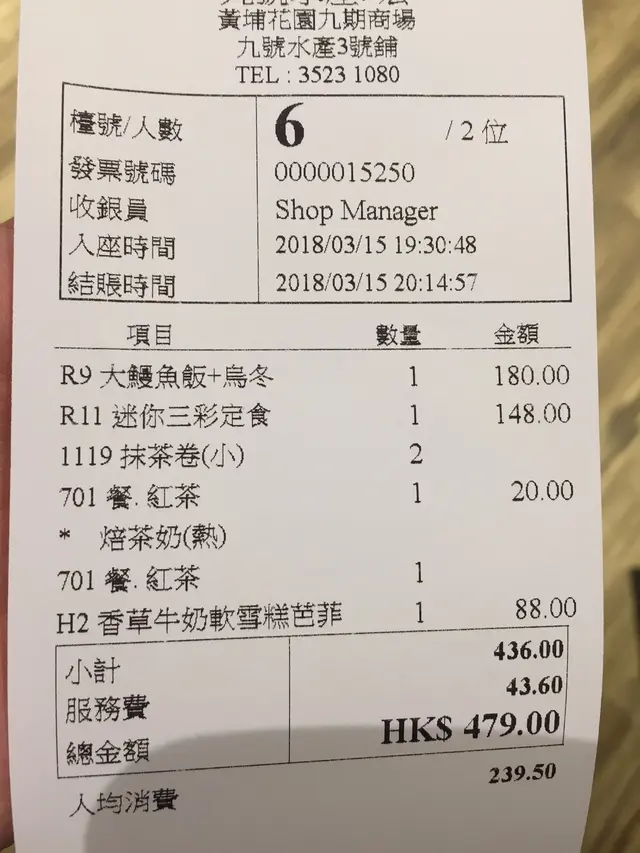 黃埔花園九期商場
九號水產3號舖
TEL : 3523 1080
檯號/人數 6 / 2 位
發票號碼 0000015250
收銀員 Shop Manager
入座時間 2018/03/15 19:30:48
結賬時間 2018/03/15 20:14:57
項目 數量 金額
R9 大鰻魚飯+烏冬 1 180.00
R11 迷你三彩定食 1 148.00
1119 抹茶卷(小) 2
701 餐. 紅茶 1 20.00
* 焙茶奶(熱)
701 餐. 紅茶 1
H2 香草牛奶軟雪糕芭菲 1 88.00
小計 436.00
服務費 43.60
總金額 HK$ 479.00
人均消費 239.50